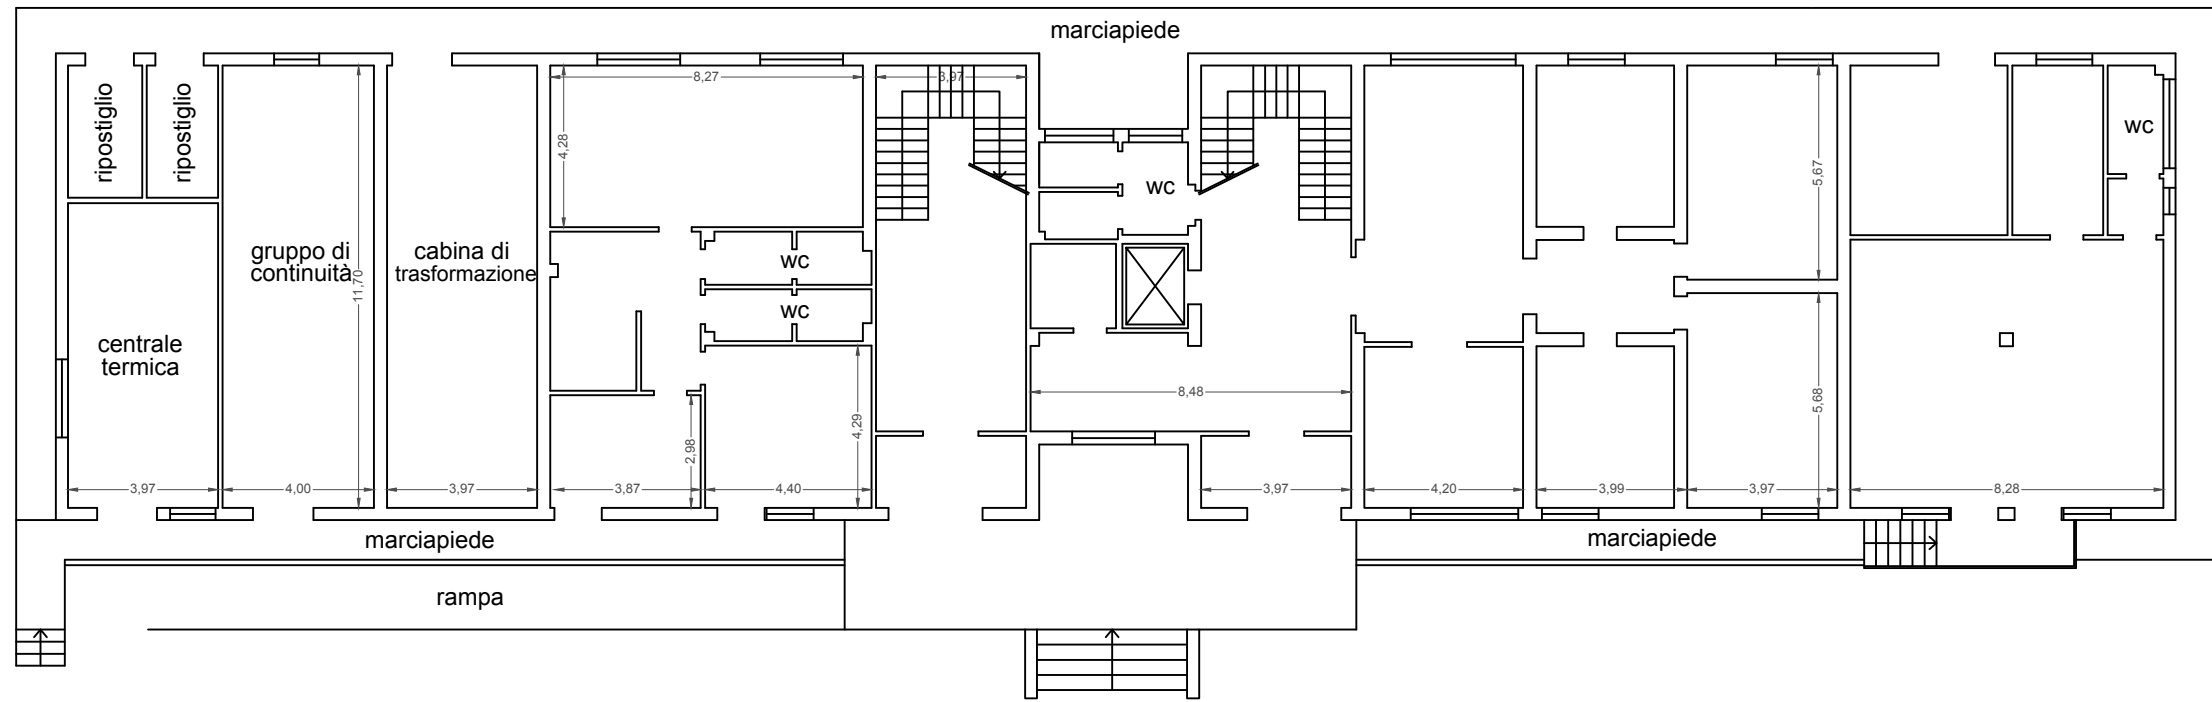 marciapiede
8,27
3,97
ripostiglio
ripostiglio
wc
4,28
wc
5,67
gruppo di
continuità
cabina di
trasformazione
11,70
wc
wc
centrale
termica
8,48
5,68
4,29
2,98
3,97
4,00
3,97
3,87
4,40
3,97
4,20
3,99
3,97
8,28
marciapiede
marciapiede
rampa